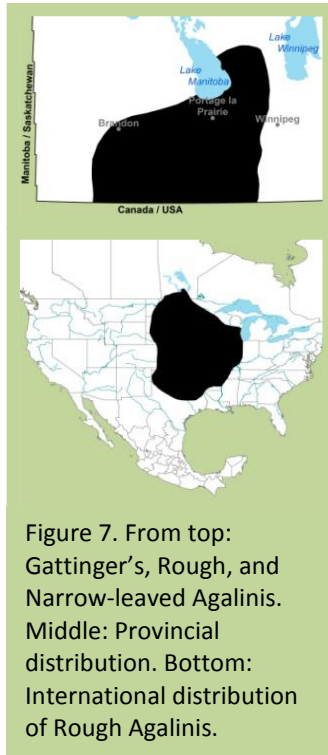 Lake
Winnipeg
Lake
Manitoba
Portage la
Prairie
Brandon
Winnipeg
Manitoba / Saskatchewan
Canada / USA
Figure 7. From top:
Gattinger’s, Rough, and
Narrow-leaved Agalinis.
Middle: Provincial
distribution. Bottom:
International distribution
of Rough Agalinis.